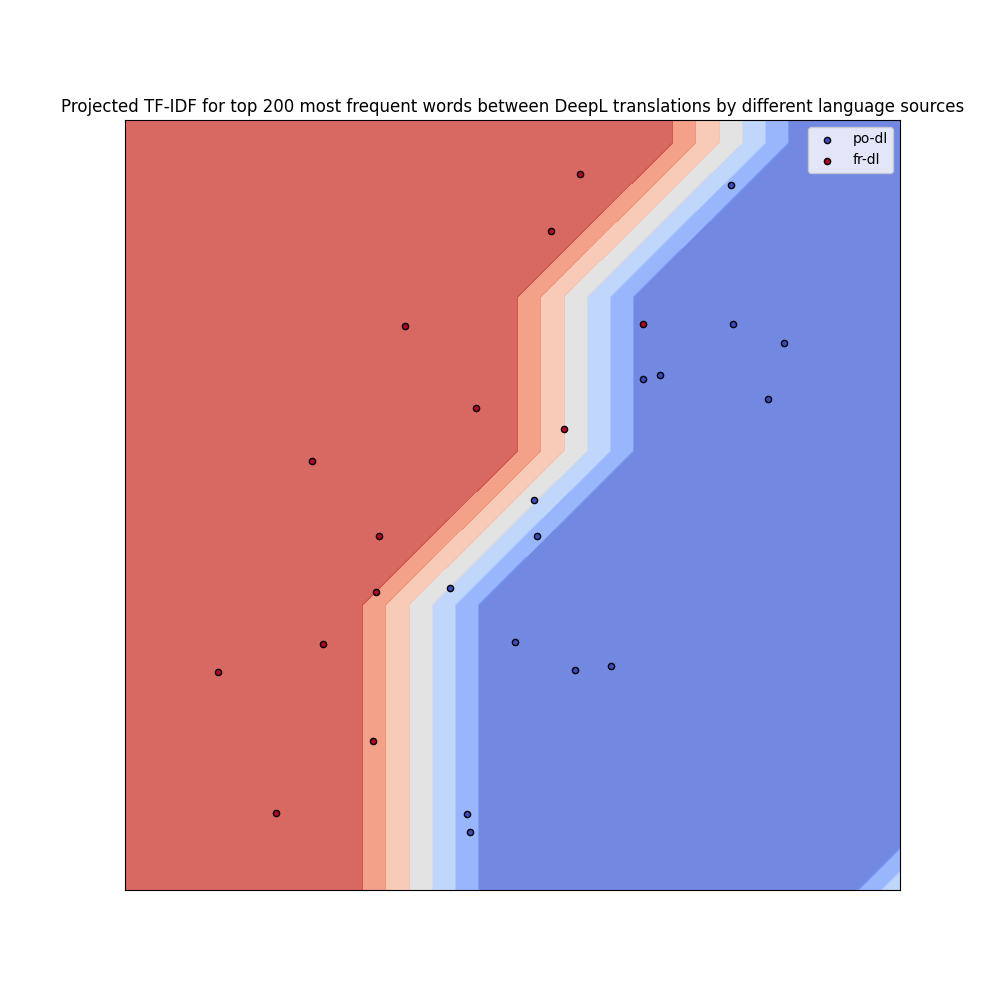 Projected TF-IDF for top 200 most frequent words between DeepL translations by different language sources
po-dl
fr-dl